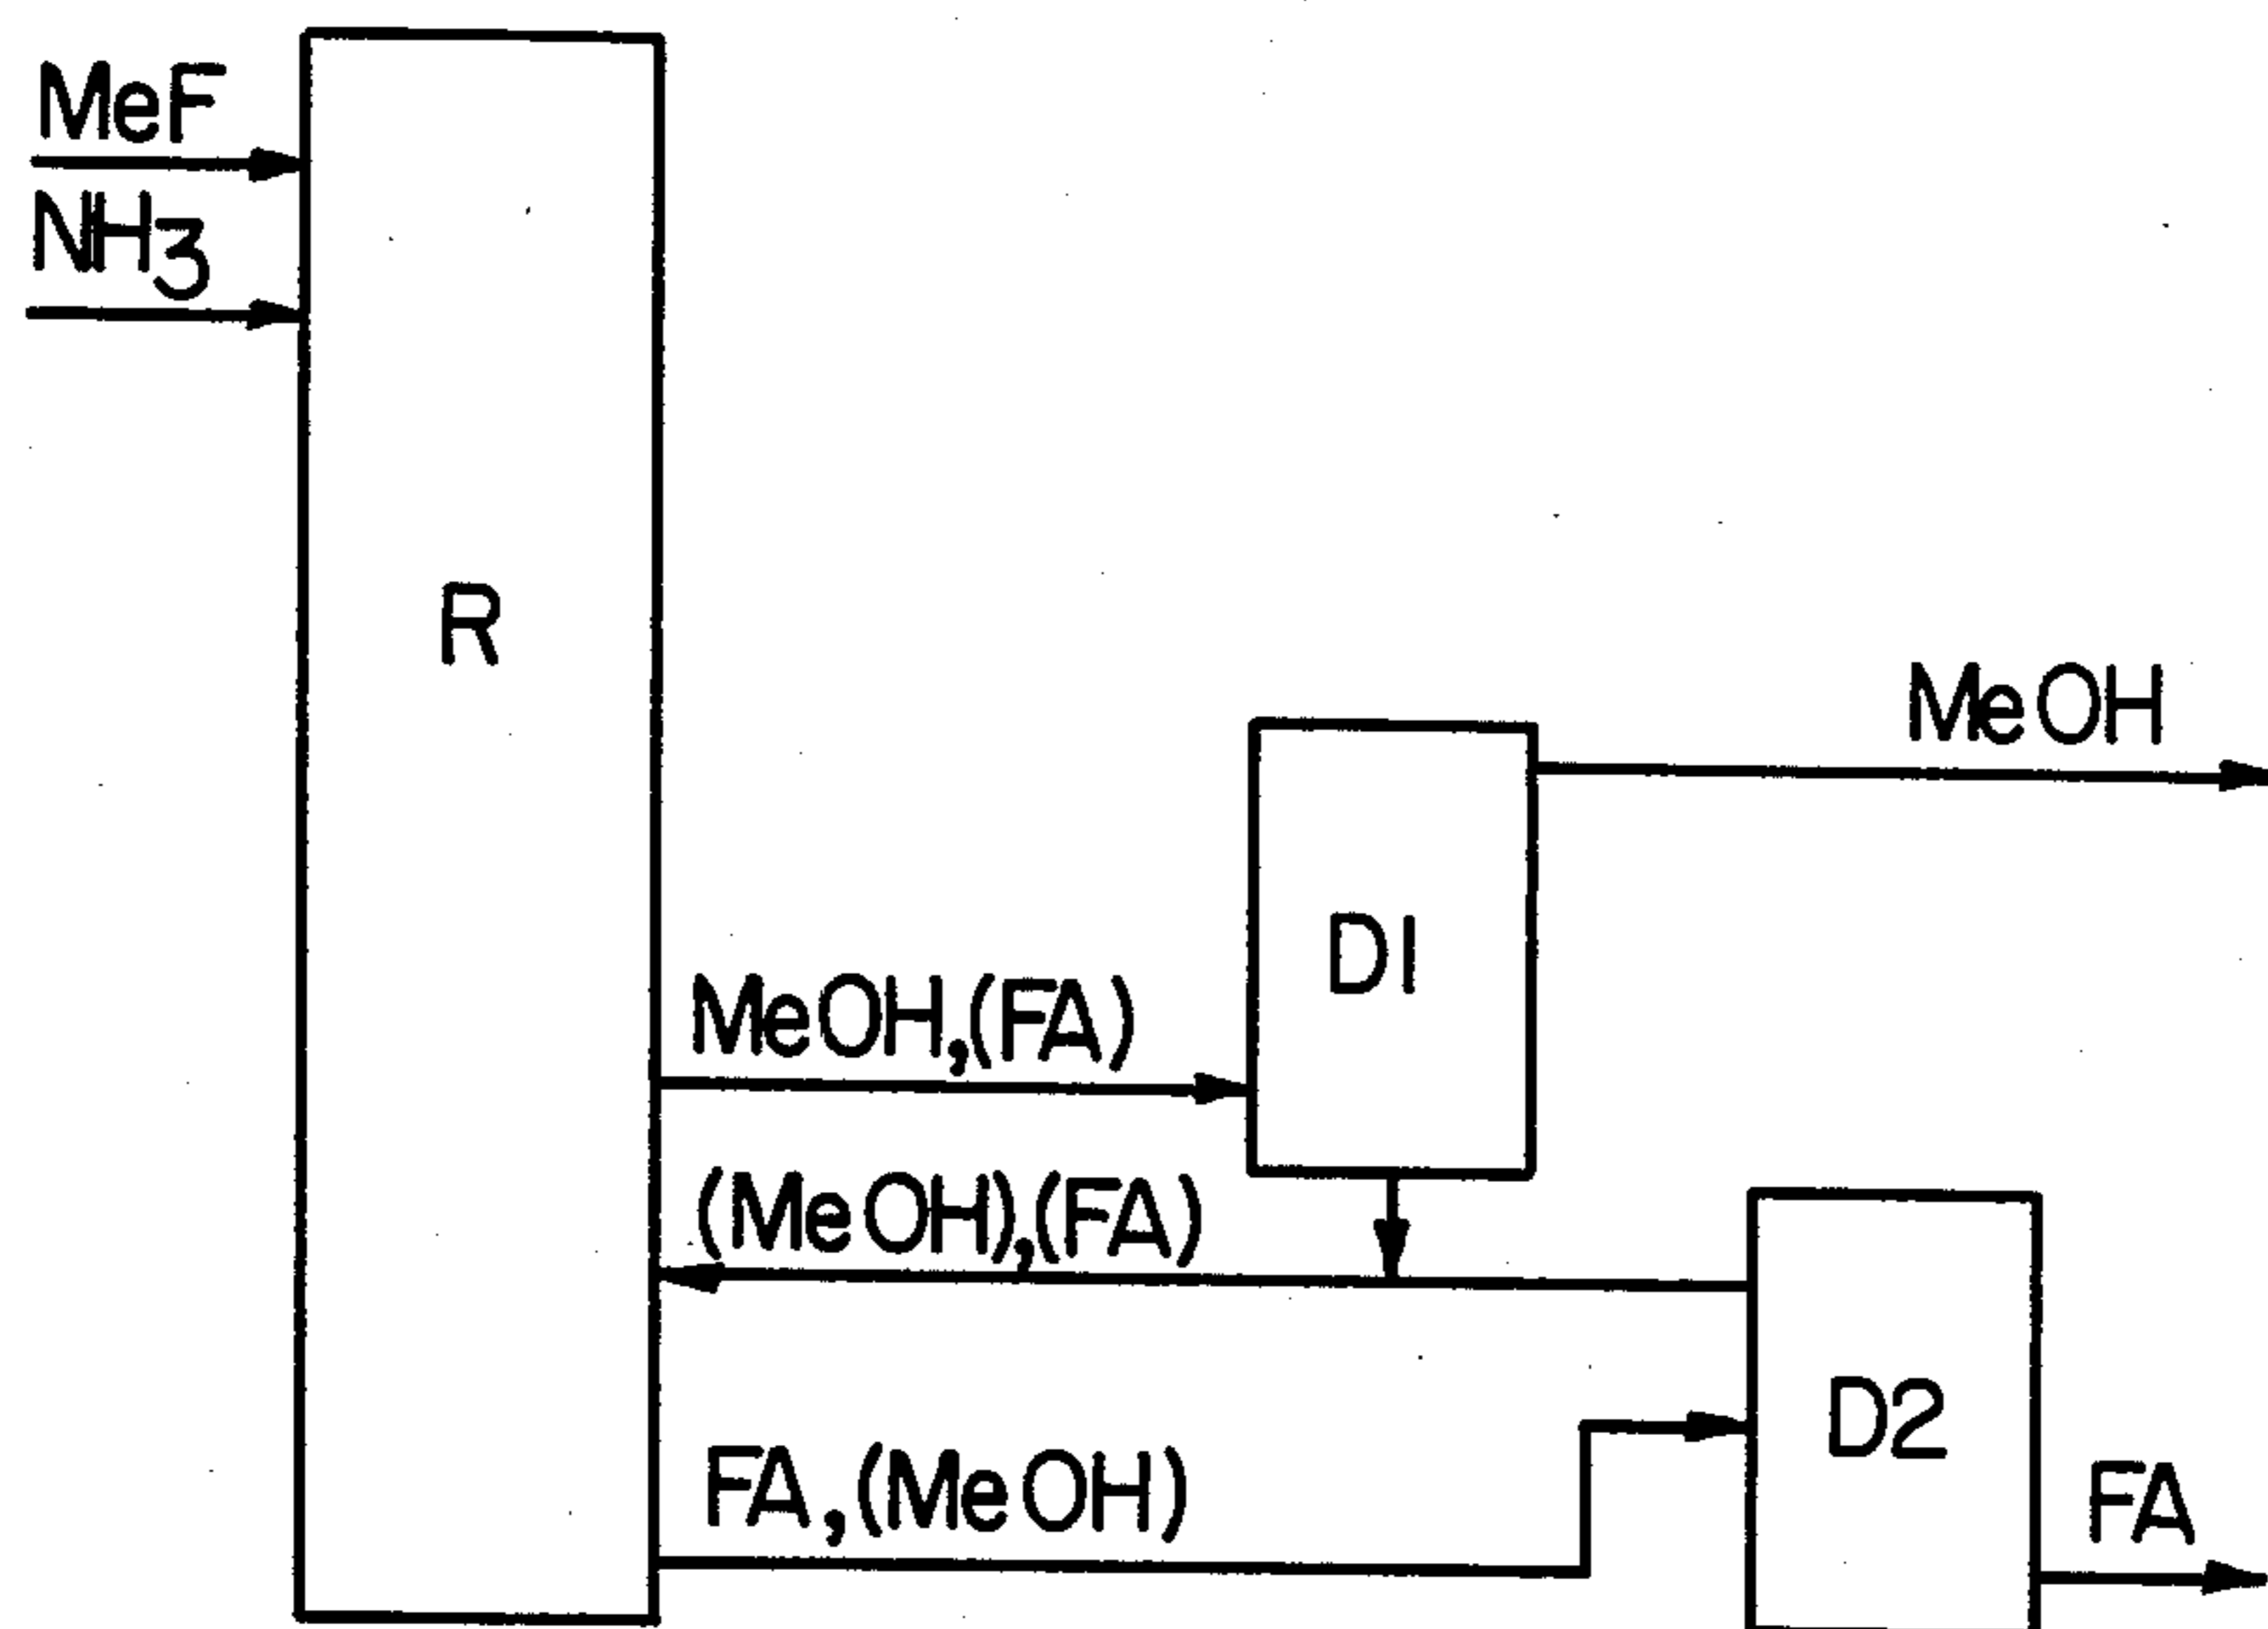 MeF
NH3
R
MeOH
D1
MeOH,(FA)
(MeOH),(FA)
D2
FA,(MeOH)
FA